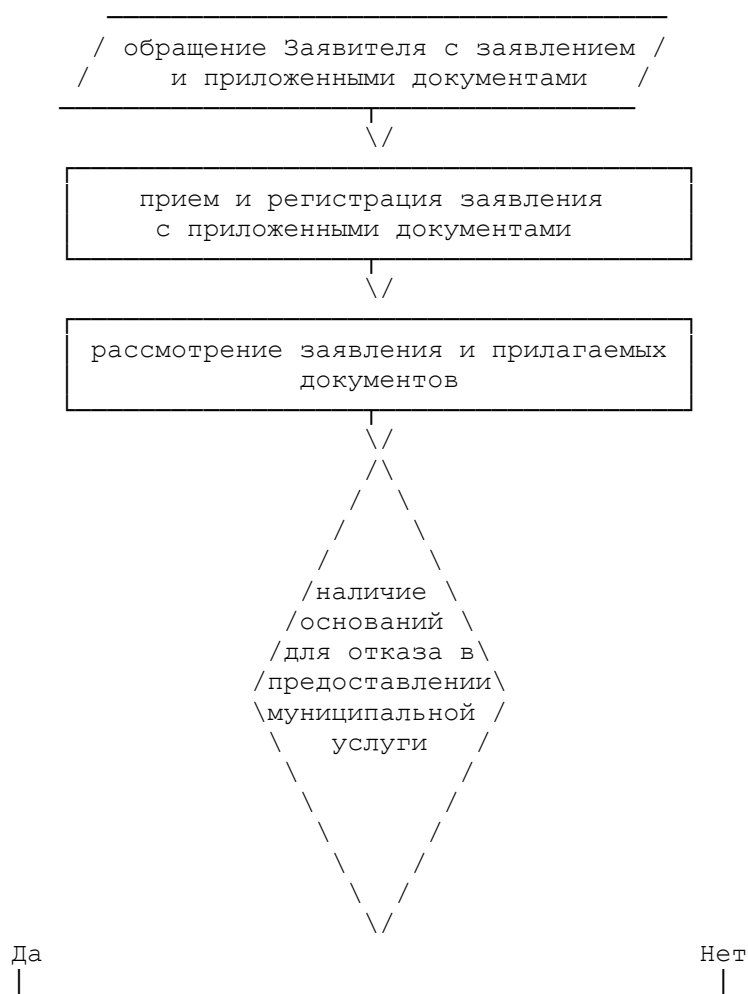 обращение Заявителя с заявлением
и приложенными документами
прием и регистрация заявления
с приложенными документами
рассмотрение заявления и прилагаемых
документов
наличие
оснований
для отказа в
предоставлении
муниципальной
услуги
Да Нет